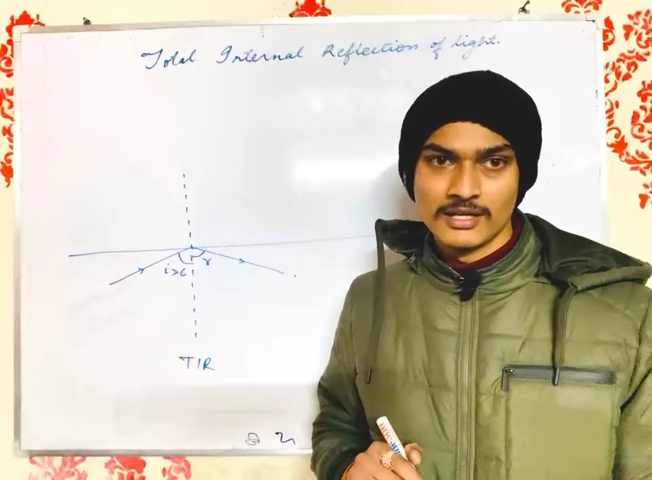 Total Internal Reflection of light.
i>c r
TIR